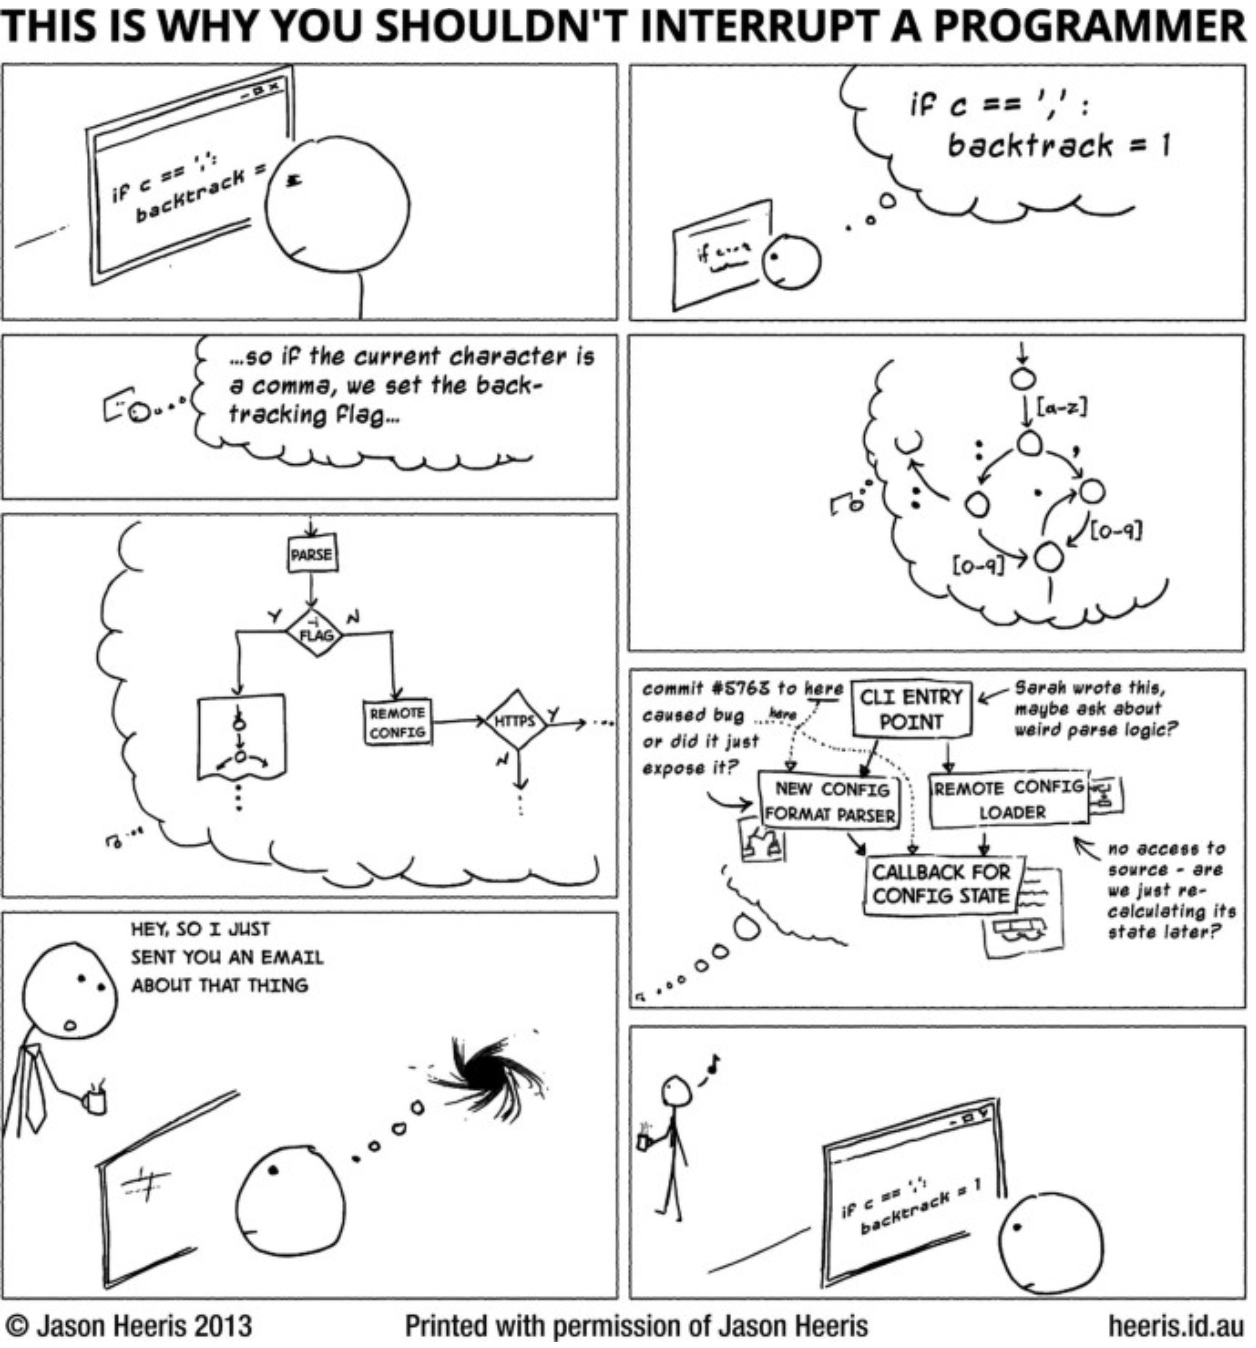 THIS IS WHY YOU SHOULDN'T INTERRUPT A PROGRAMMER
if c == ',':
backtrack =
if c == ',':
backtrack = 1
...so if the current character is
a comma, we set the back-
tracking flag...
[a-z]
:
,
:
.
[0-9]
[0-9]
PARSE
Y
N
-i
FLAG
REMOTE
CONFIG
HTTPS
Y
...
N
commit #5763 to here
caused bug ... here
or did it just
expose it?
CLI ENTRY
POINT
Sarah wrote this,
maybe ask about
weird parse logic?
NEW CONFIG
FORMAT PARSER
REMOTE CONFIG
LOADER
CALLBACK FOR
CONFIG STATE
no access to
source - are
we just re-
calculating its
state later?
HEY, SO I JUST
SENT YOU AN EMAIL
ABOUT THAT THING
if c == ',':
backtrack = 1
© Jason Heeris 2013
Printed with permission of Jason Heeris
heeris.id.au